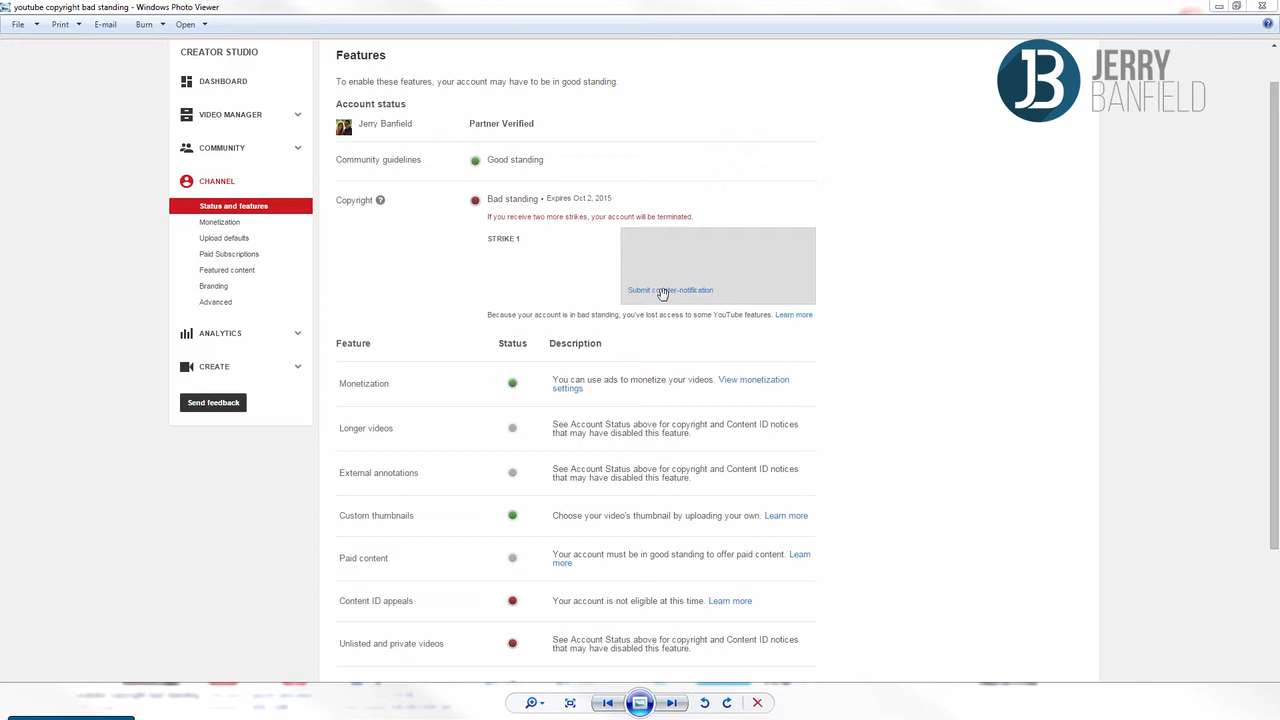 youtube copyright bad standing - Windows Photo Viewer
File Print E-mail Burn Open
JERRY
BANFIELD
CREATOR STUDIO
DASHBOARD
VIDEO MANAGER
COMMUNITY
CHANNEL
Status and features
Monetization
Upload defaults
Paid Subscriptions
Featured content
Branding
Advanced
ANALYTICS
CREATE
Send feedback
Features
To enable these features, your account may have to be in good standing.
Account status
Jerry Banfield Partner Verified
Community guidelines Good standing
Copyright ? Bad standing • Expires Oct 2, 2015
If you receive two more strikes, your account will be terminated.
STRIKE 1
Submit counter-notification
Because your account is in bad standing, you've lost access to some YouTube features. Learn more
Feature Status Description
Monetization You can use ads to monetize your videos. View monetization
settings
Longer videos See Account Status above for copyright and Content ID notices
that may have disabled this feature.
External annotations See Account Status above for copyright and Content ID notices
that may have disabled this feature.
Custom thumbnails Choose your video's thumbnail by uploading your own. Learn more
Paid content Your account must be in good standing to offer paid content. Learn
more
Content ID appeals Your account is not eligible at this time. Learn more
Unlisted and private videos See Account Status above for copyright and Content ID notices
that may have disabled this feature.